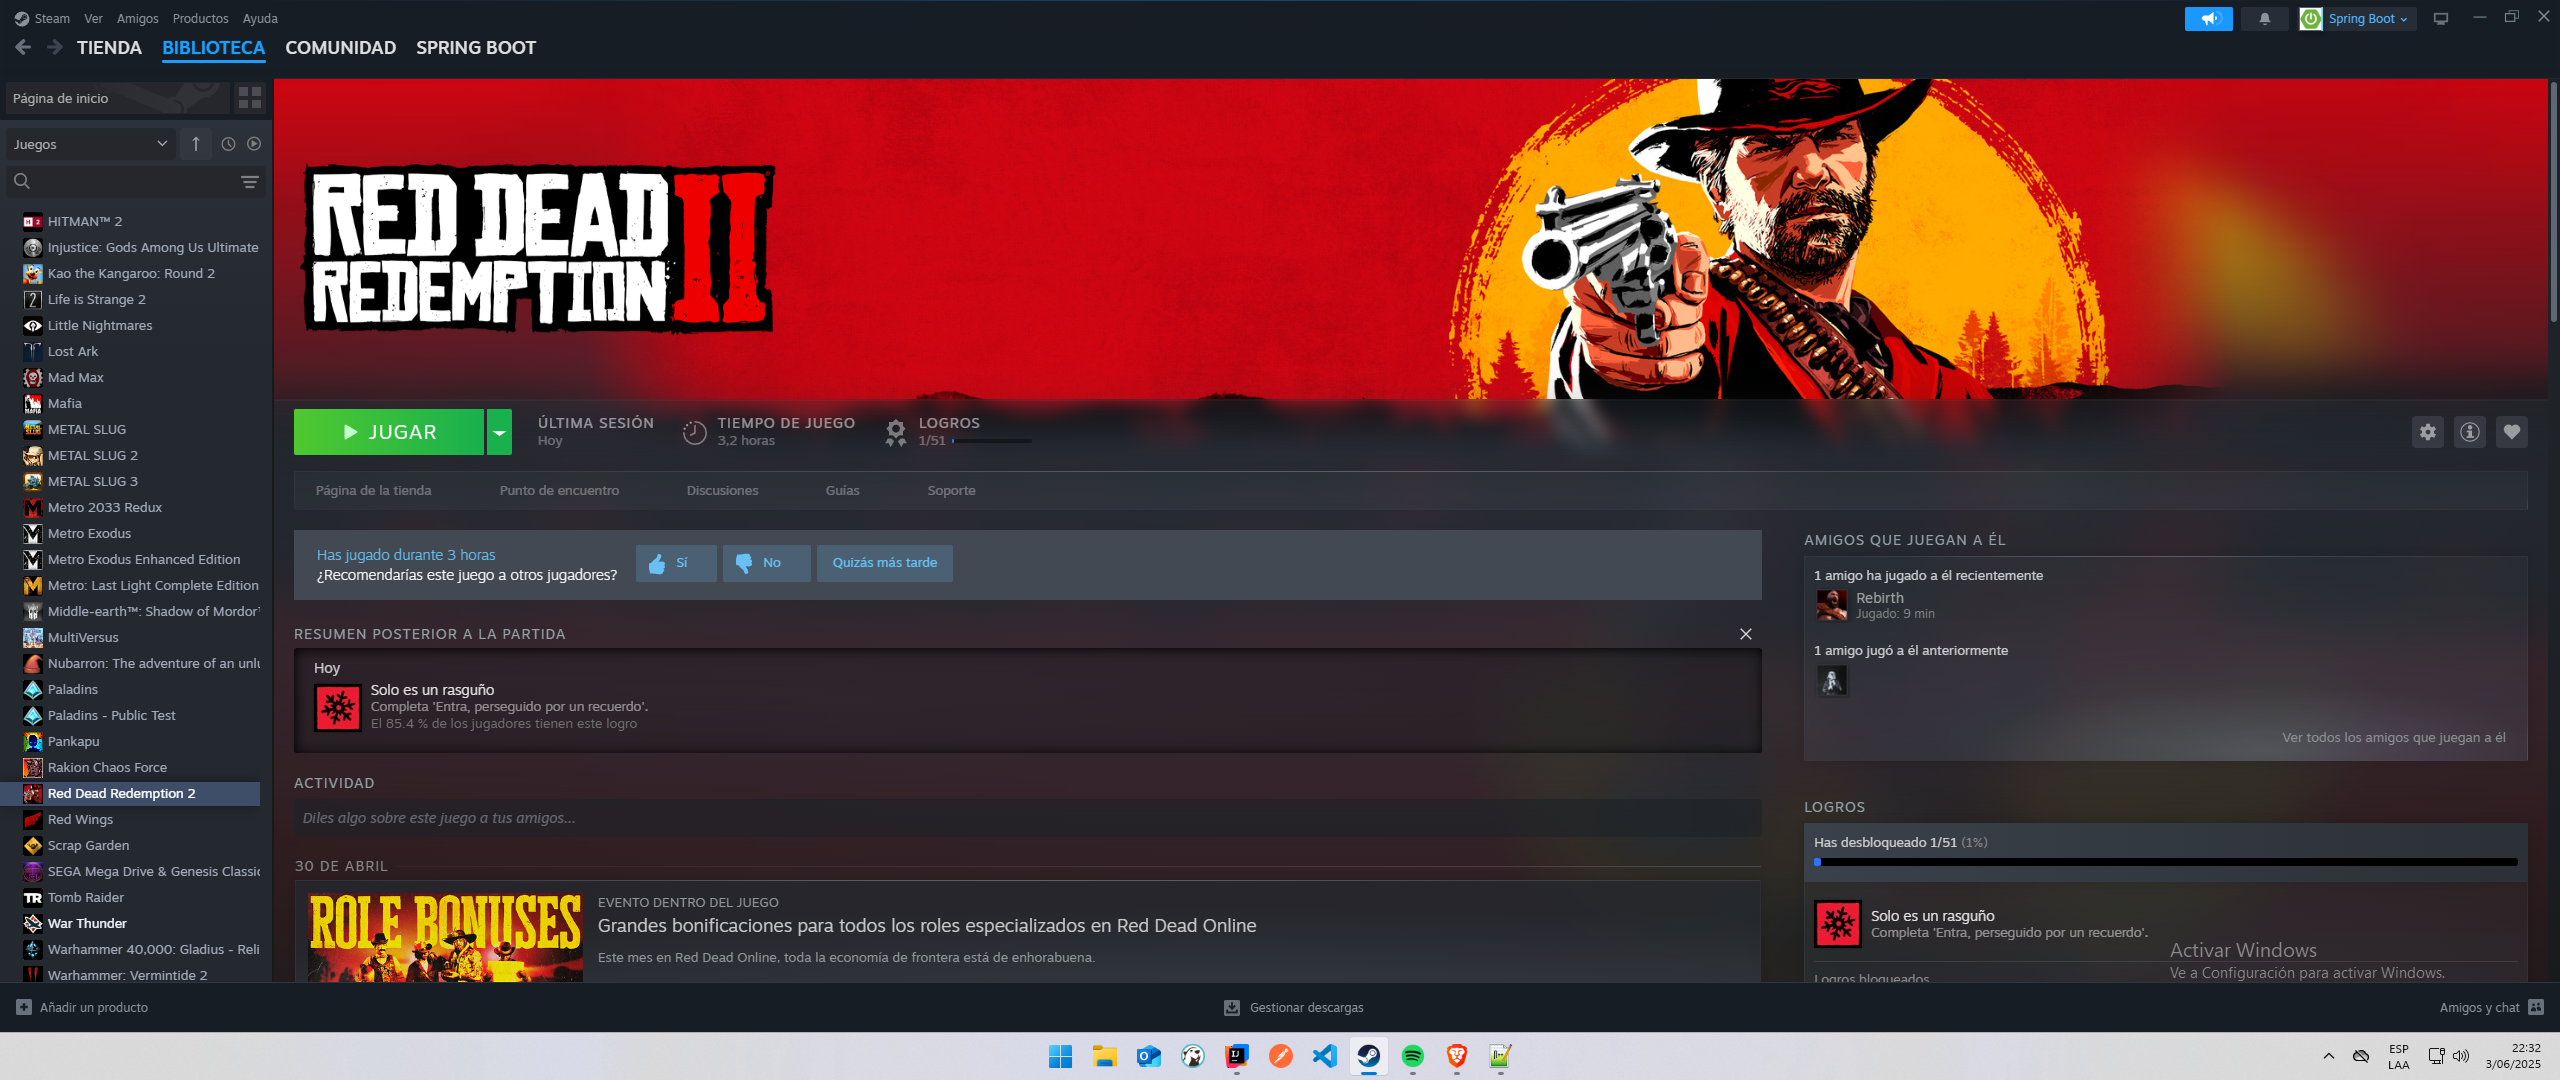 Steam Ver Amigos Productos Ayuda
Spring Boot
TIENDA BIBLIOTECA COMUNIDAD SPRING BOOT
Página de inicio
Juegos
HITMAN™ 2
Injustice: Gods Among Us Ultimate
Kao the Kangaroo: Round 2
Life is Strange 2
Little Nightmares
Lost Ark
Mad Max
Mafia
METAL SLUG
METAL SLUG 2
METAL SLUG 3
Metro 2033 Redux
Metro Exodus
Metro Exodus Enhanced Edition
Metro: Last Light Complete Edition
Middle-earth™: Shadow of Mordor™
MultiVersus
Nubarron: The adventure of an unlu
Paladins
Paladins - Public Test
Pankapu
Rakion Chaos Force
Red Dead Redemption 2
Red Wings
Scrap Garden
SEGA Mega Drive & Genesis Classic
Tomb Raider
War Thunder
Warhammer 40,000: Gladius - Reli
Warhammer: Vermintide 2
RED DEAD
REDEMPTION II
JUGAR
ÚLTIMA SESIÓN
Hoy
TIEMPO DE JUEGO
3,2 horas
LOGROS
1/51
Página de la tienda Punto de encuentro Discusiones Guías Soporte
Has jugado durante 3 horas
¿Recomendarías este juego a otros jugadores?
Sí No Quizás más tarde
RESUMEN POSTERIOR A LA PARTIDA
Hoy
Solo es un rasguño
Completa 'Entra, perseguido por un recuerdo'.
El 85.4 % de los jugadores tienen este logro
ACTIVIDAD
Diles algo sobre este juego a tus amigos...
30 DE ABRIL
ROLE BONUSES
EVENTO DENTRO DEL JUEGO
Grandes bonificaciones para todos los roles especializados en Red Dead Online
Este mes en Red Dead Online, toda la economía de frontera está de enhorabuena.
AMIGOS QUE JUEGAN A ÉL
1 amigo ha jugado a él recientemente
Rebirth
Jugado: 9 min
1 amigo jugó a él anteriormente
Ver todos los amigos que juegan a él
LOGROS
Has desbloqueado 1/51 (1%)
Solo es un rasguño
Completa 'Entra, perseguido por un recuerdo'.
Logros bloqueados
Activar Windows
Ve a Configuración para activar Windows.
Añadir un producto
Gestionar descargas
Amigos y chat
ESP
LAA
22:32
3/06/2025